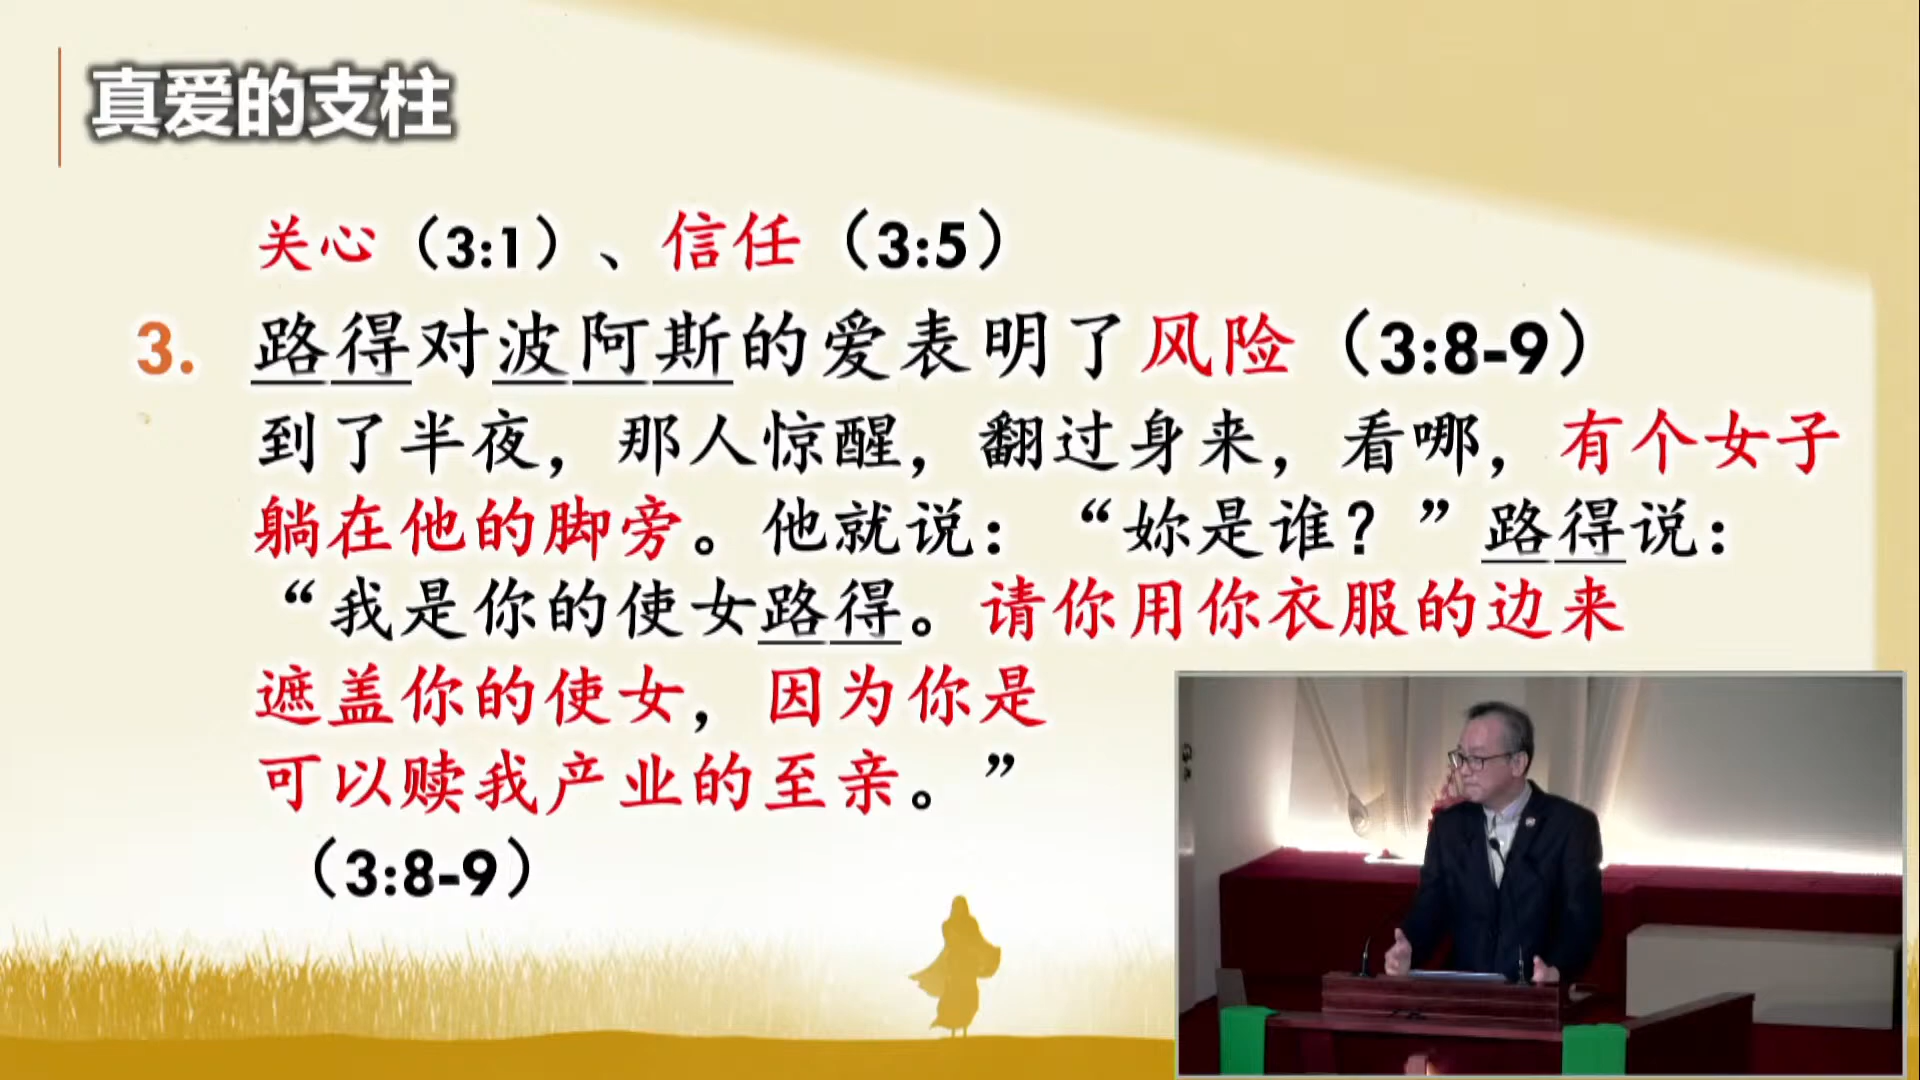 真爱的支柱
关心（3:1）、信任（3:5）
3. 路得对波阿斯的爱表明了风险（3:8-9）
到了半夜，那人惊醒，翻过身来，看哪，有个女子
躺在他的脚旁。他就说：“妳是谁？”路得说：
“我是你的使女路得。请你用你衣服的边来
遮盖你的使女，因为你是
可以赎我产业的至亲。”
（3:8-9）